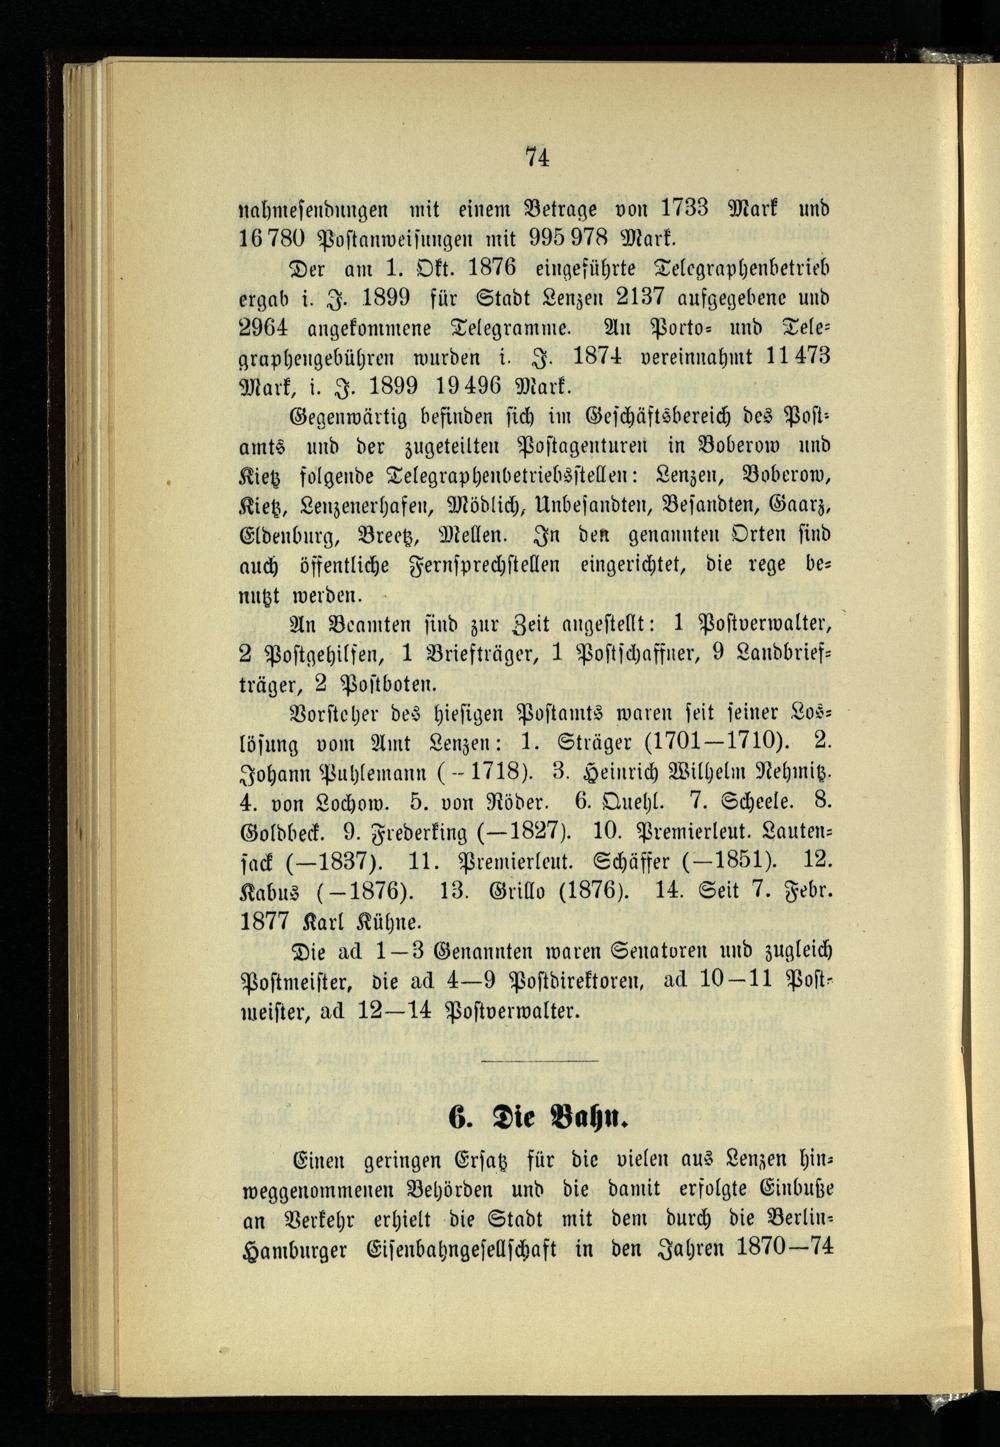 74
nahmesendungen mit einem Betrage von 1733 Mark und
16 780 Postanweisungen mit 995 978 Mark.
Der am 1. Okt. 1876 eingeführte Telegraphenbetrieb
ergab i. J. 1899 für Stadt Lenzen 2137 aufgegebene und
2964 angekommene Telegramme. An Porto- und Tele-
graphengebühren wurden i. J. 1874 vereinnahmt 11 473
Mark, i. J. 1899 19 496 Mark.
Gegenwärtig befinden sich im Geschäftsbereich des Post-
amts und der zugeteilten Postagenturen in Boberow und
Kietz folgende Telegraphenbetriebsstellen: Lenzen, Boberow,
Kietz, Lenzenerhafen, Mödlich, Unbesandten, Besandten, Gaarz,
Eldenburg, Breetz, Mellen. In den genannten Orten sind
auch öffentliche Fernsprechstellen eingerichtet, die rege be-
nutzt werden.
An Beamten sind zur Zeit angestellt: 1 Postverwalter,
2 Postgehilfen, 1 Briefträger, 1 Postschaffner, 9 Landbrief-
träger, 2 Postboten.
Vorsteher des hiesigen Postamts waren seit seiner Los-
lösung vom Amt Lenzen: 1. Sträger (1701—1710). 2.
Johann Puhlemann (–1718). 3. Heinrich Wilhelm Nehmitz.
4. von Lochow. 5. von Röder. 6. Quehl. 7. Scheele. 8.
Goldbeck. 9. Frederking (—1827). 10. Premierleut. Lauten-
sack (—1837). 11. Premierleut. Schäffer (—1851). 12.
Kabus (—1876). 13. Grillo (1876). 14. Seit 7. Febr.
1877 Karl Kühne.
Die ad 1—3 Genannten waren Senatoren und zugleich
Postmeister, die ad 4—9 Postdirektoren, ad 10—11 Post-
meister, ad 12—14 Postverwalter.
6. Die Bahn.
Einen geringen Ersatz für die vielen aus Lenzen hin-
weggenommenen Behörden und die damit erfolgte Einbuße
an Verkehr erhielt die Stadt mit dem durch die Berlin-
Hamburger Eisenbahngesellschaft in den Jahren 1870—74